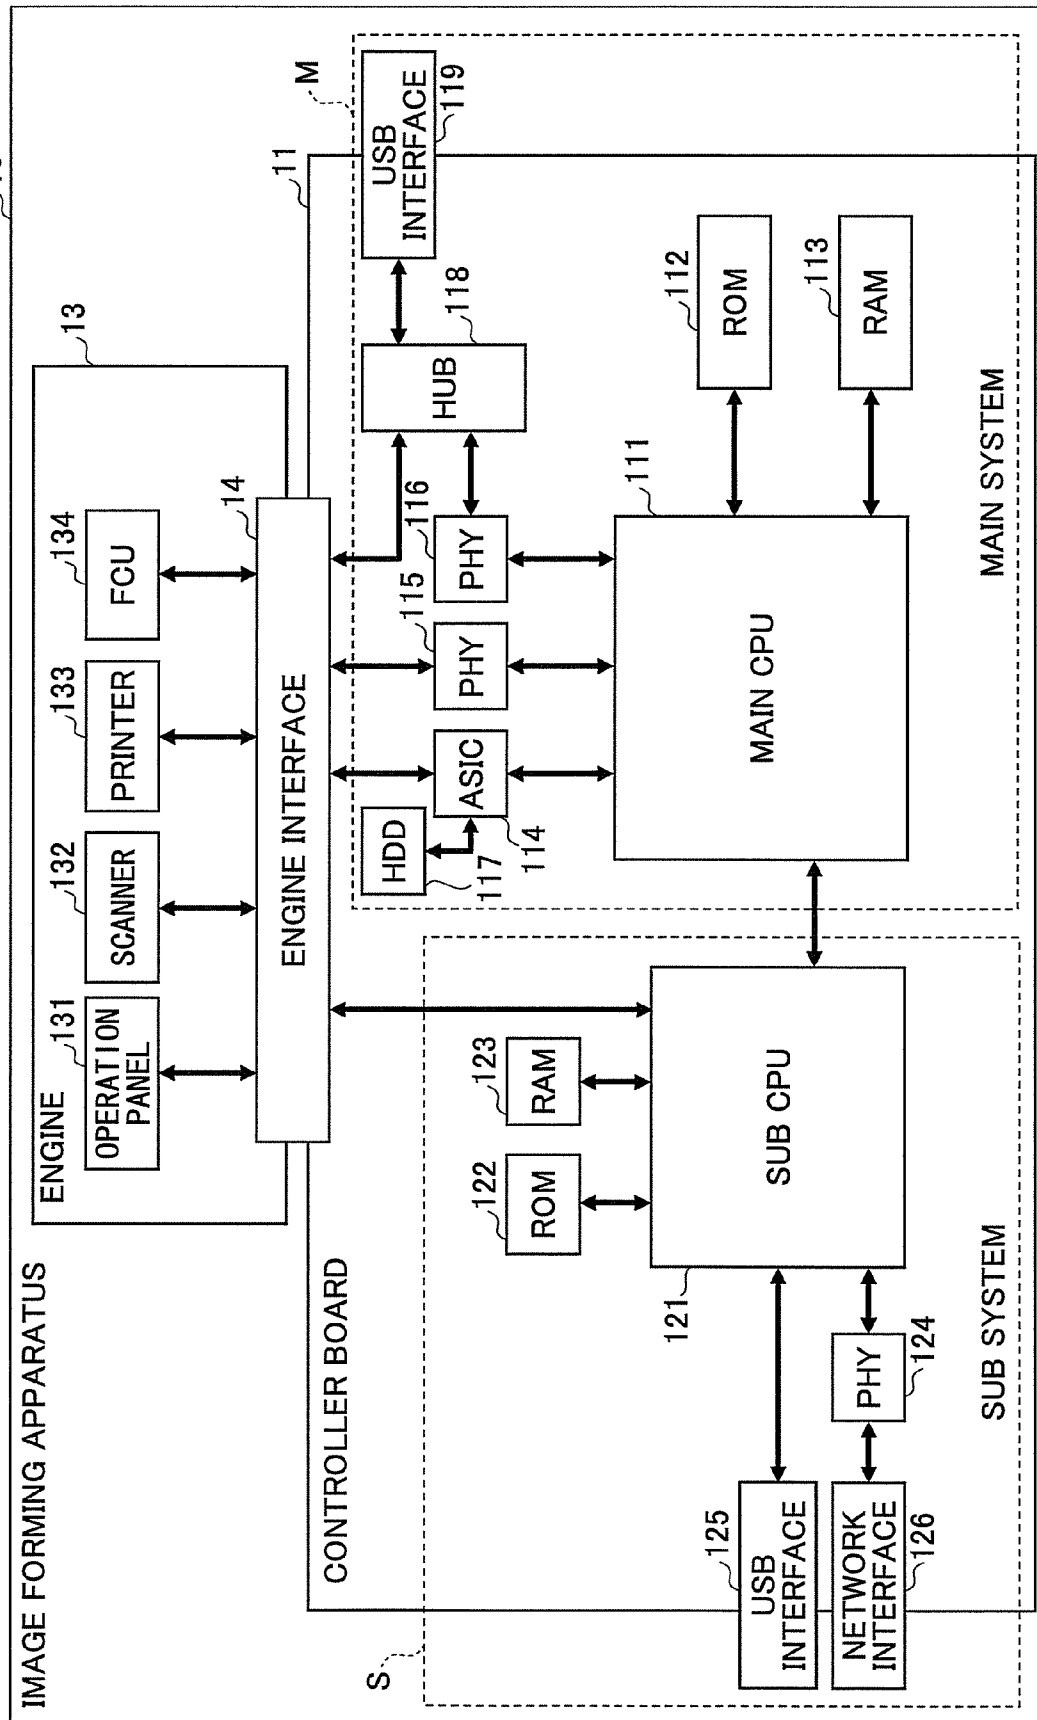 IMAGE FORMING APPARATUS
ENGINE
13
131
OPERATION
PANEL
132
SCANNER
133
PRINTER
134
FCU
14
ENGINE INTERFACE
CONTROLLER BOARD
11
M
S
HDD
117
ASIC
114
PHY
115
PHY
116
HUB
118
USB
INTERFACE
119
MAIN CPU
111
ROM
112
RAM
113
MAIN SYSTEM
ROM
122
RAM
123
SUB CPU
121
USB
INTERFACE
125
PHY
124
NETWORK
INTERFACE
126
SUB SYSTEM